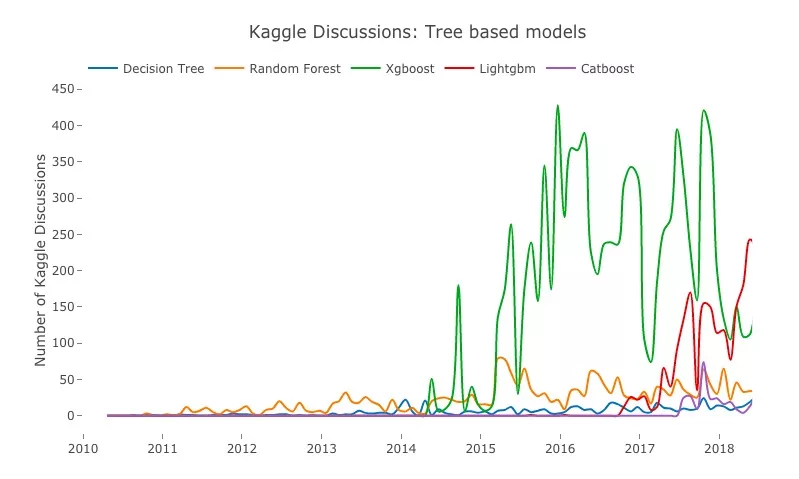 Kaggle Discussions: Tree based models
Decision Tree Random Forest Xgboost Lightgbm Catboost
Number of Kaggle Discussions
450
400
350
300
250
200
150
100
50
0
2010 2011 2012 2013 2014 2015 2016 2017 2018